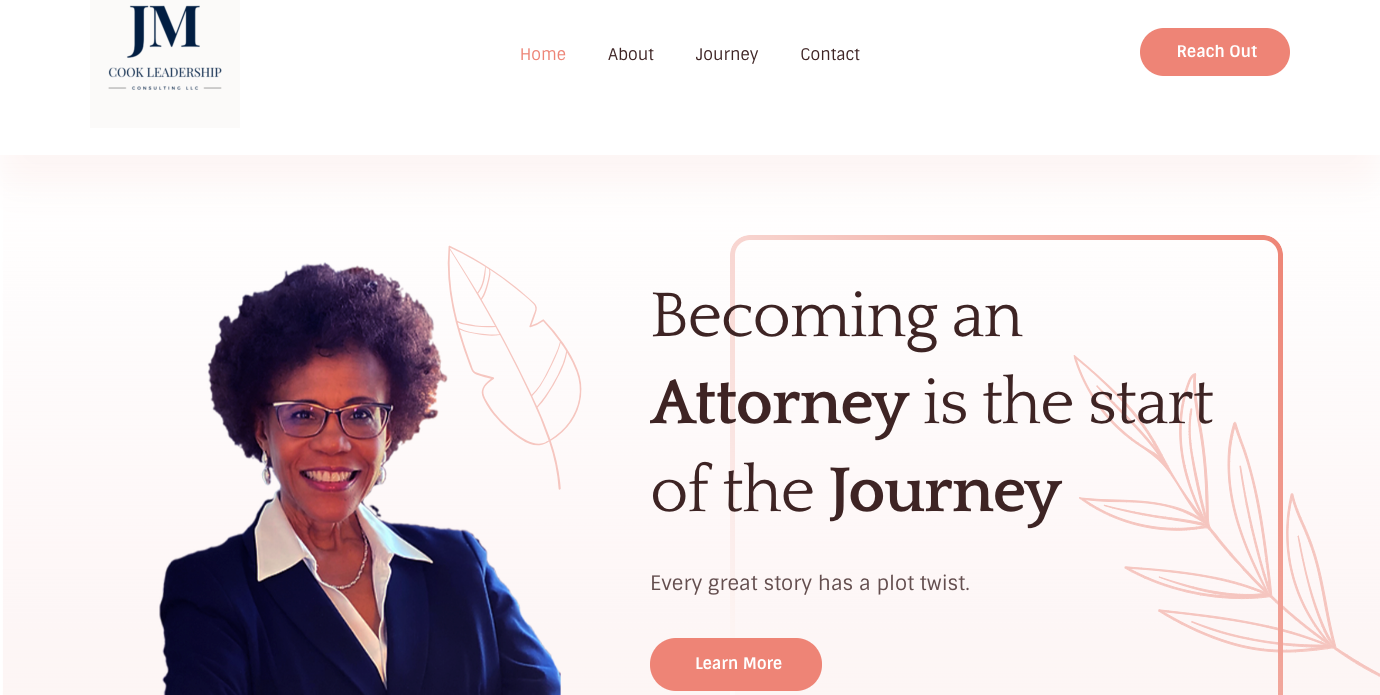 JM
COOK LEADERSHIP
CONSULTING LLC
Home About Journey Contact
Reach Out
Becoming an
Attorney is the start
of the Journey
Every great story has a plot twist.
Learn More